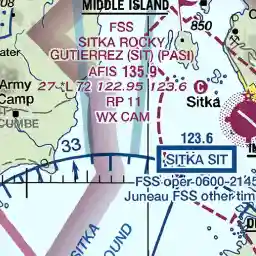 MIDDLE ISLAND
FSS
SITKA ROCKY
GUTIERREZ (SIT) (PASI)
AFIS 135.9
27 *L 72 122.95 123.6 C
RP 11
WX CAM
Army
Camp
Sitka
33
123.6
SITKA SIT
FSS oper 0600-2145
Juneau FSS other tim
SITKA
OUND